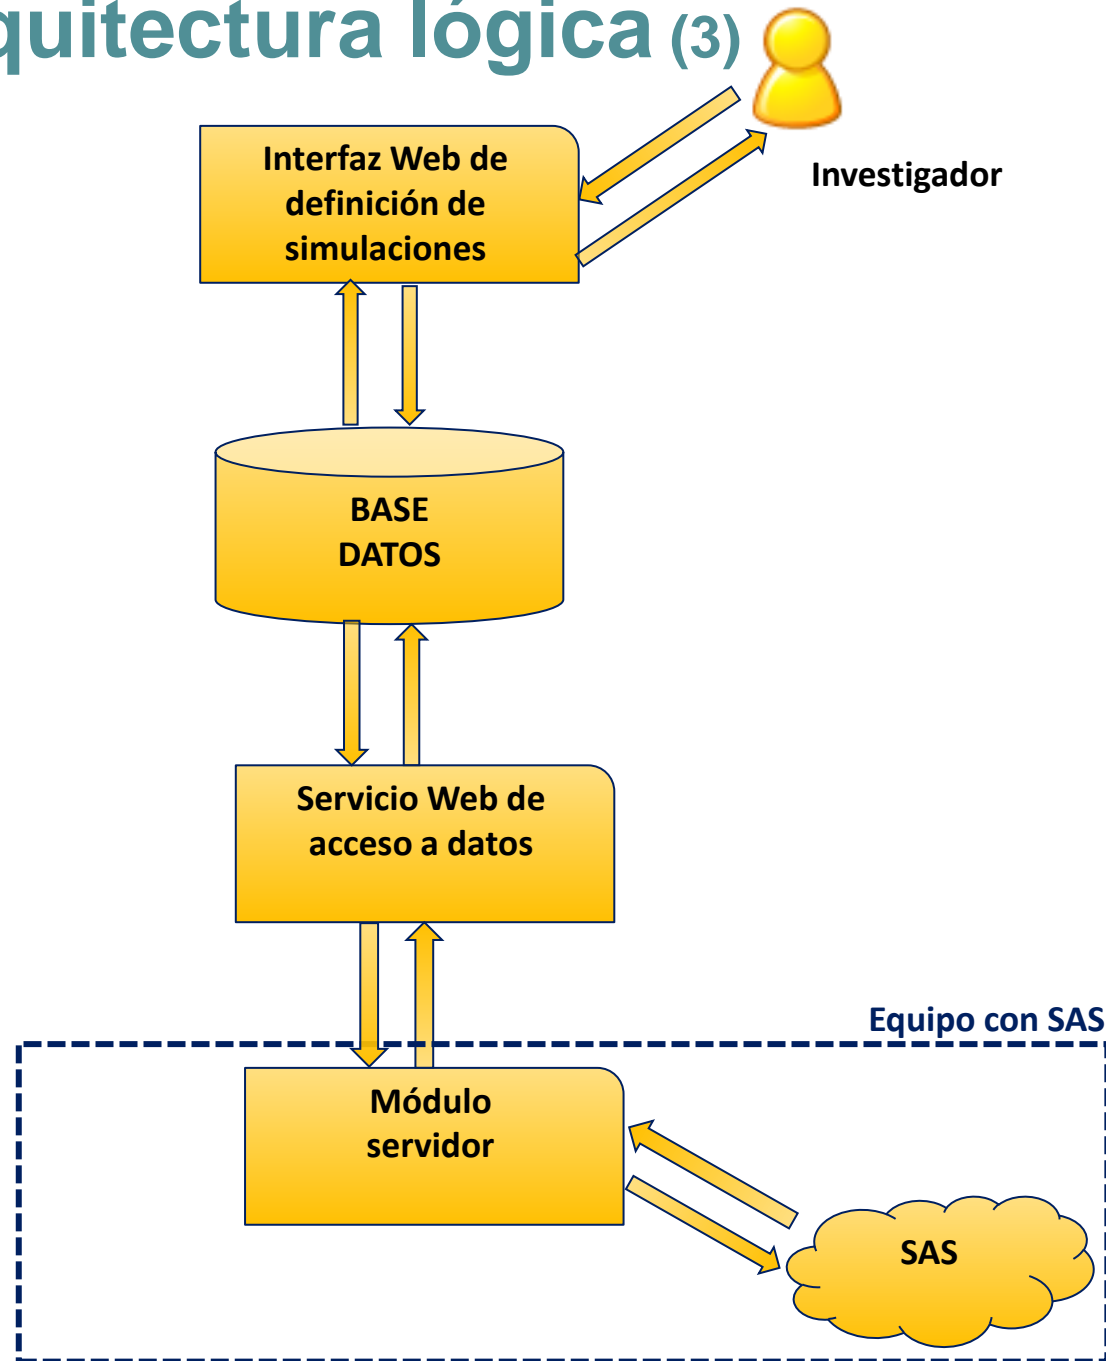 quitectura lógica (3)
Investigador
Interfaz Web de
definición de
simulaciones
BASE
DATOS
Servicio Web de
acceso a datos
Equipo con SAS
Módulo
servidor
SAS